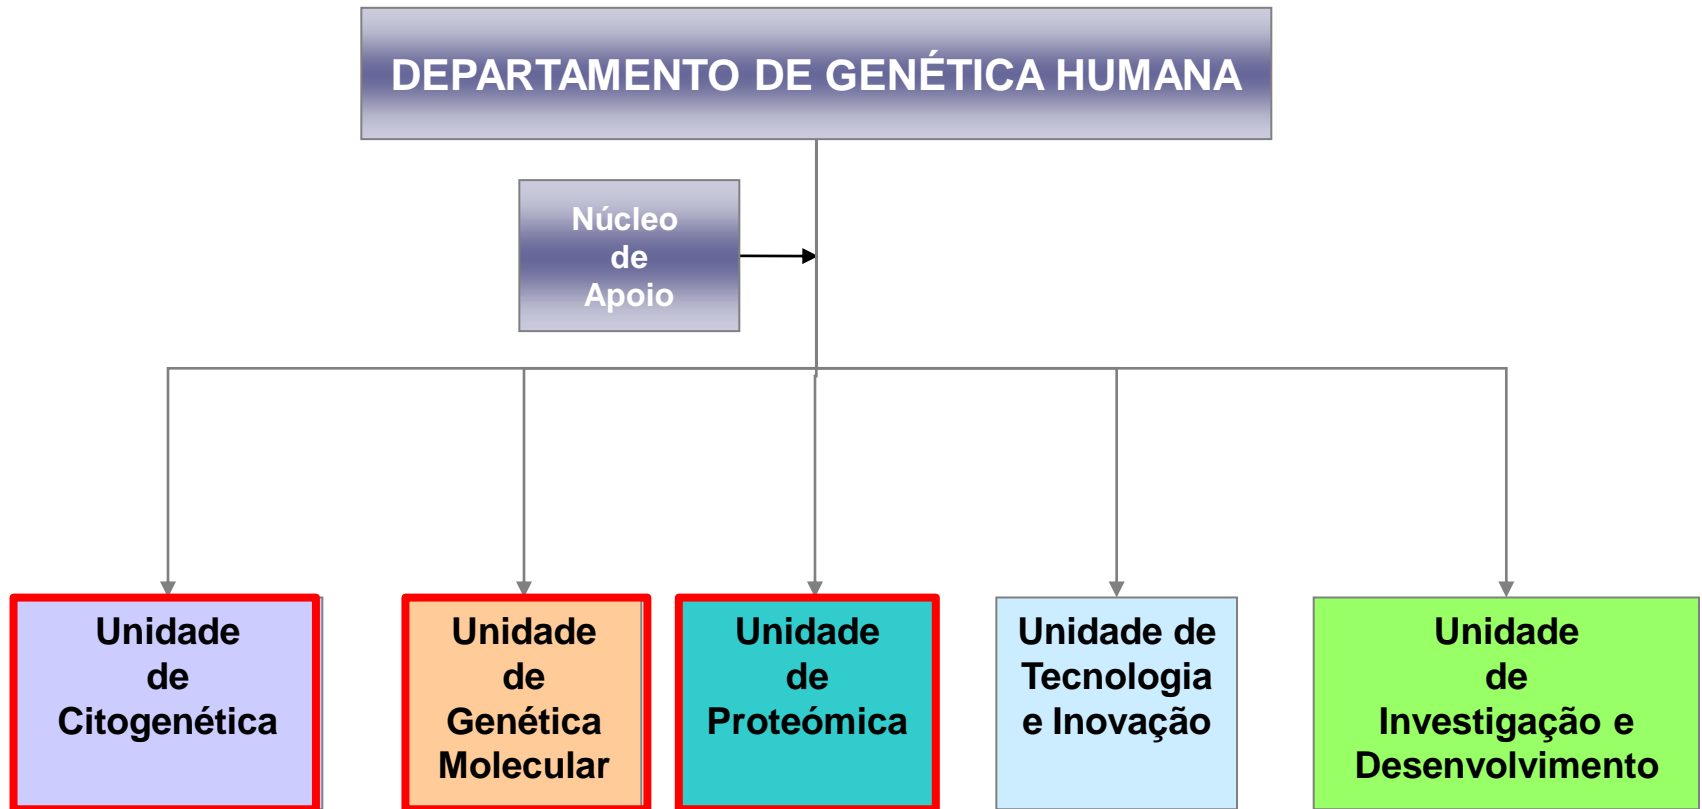 DEPARTAMENTO DE GENÉTICA HUMANA
Núcleo
de
Apoio
Unidade
de
Citogenética
Unidade
de
Genética
Molecular
Unidade
de
Proteómica
Unidade de
Tecnologia
e Inovação
Unidade
de
Investigação e
Desenvolvimento